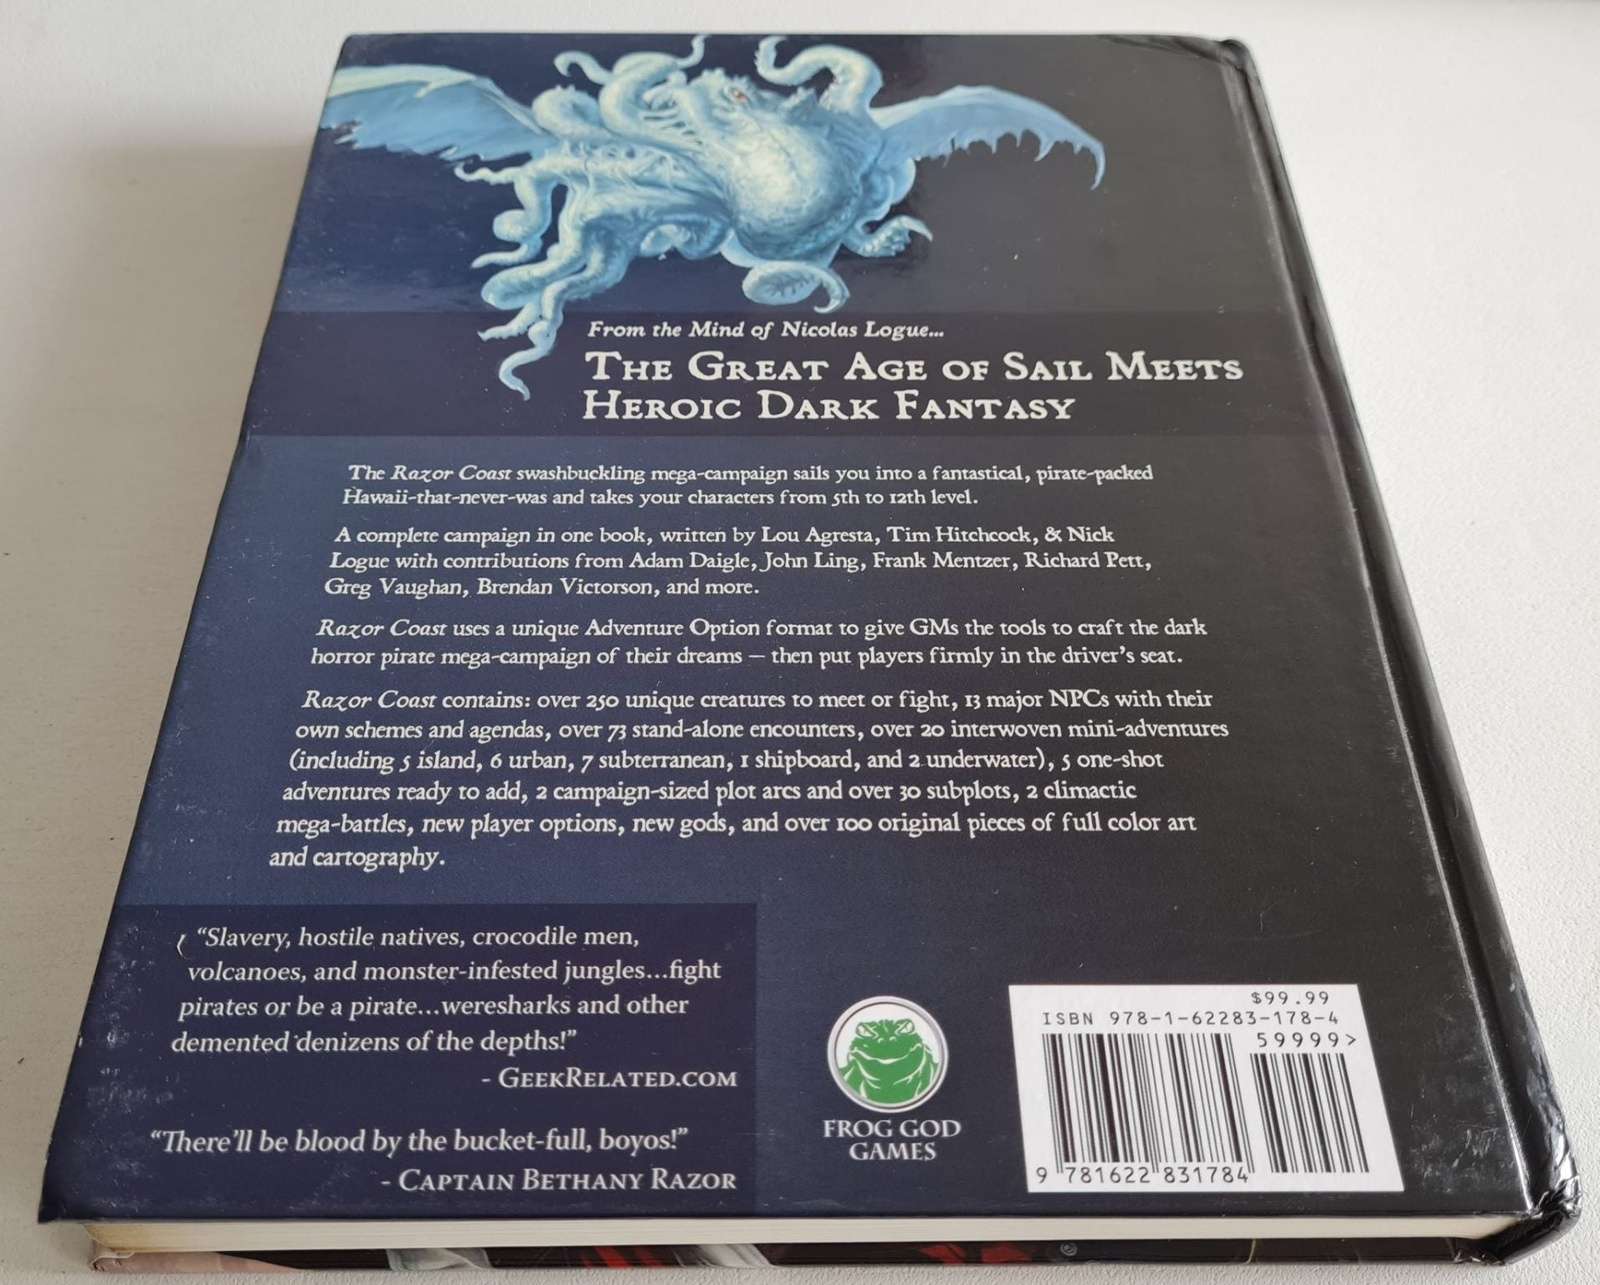 From the Mind of Nicolas Logue...
The Great Age of Sail Meets
Heroic Dark Fantasy
The Razor Coast swashbuckling mega-campaign sails you into a fantastical, pirate-packed
Hawaii-that-never-was and takes your characters from 5th to 12th level.
A complete campaign in one book, written by Lou Agresta, Tim Hitchcock, & Nick
Logue with contributions from Adam Daigle, John Ling, Frank Mentzer, Richard Pett,
Greg Vaughan, Brendan Victorson, and more.
Razor Coast uses a unique Adventure Option format to give GMs the tools to craft the dark
horror pirate mega-campaign of their dreams — then put players firmly in the driver's seat.
Razor Coast contains: over 250 unique creatures to meet or fight, 13 major NPCs with their
own schemes and agendas, over 73 stand-alone encounters, over 20 interwoven mini-adventures
(including 5 island, 6 urban, 7 subterranean, 1 shipboard, and 2 underwater), 5 one-shot
adventures ready to add, 2 campaign-sized plot arcs and over 30 subplots, 2 climactic
mega-battles, new player options, new gods, and over 100 original pieces of full color art
and cartography.
"Slavery, hostile natives, crocodile men,
volcanoes, and monster-infested jungles...fight
pirates or be a pirate...weresharks and other
demented denizens of the depths!"
- GeekRelated.com
"There'll be blood by the bucket-full, boyos!"
- Captain Bethany Razor
FROG GOD
GAMES
$99.99
ISBN 978-1-62283-178-4
59999>
9 781622 831784